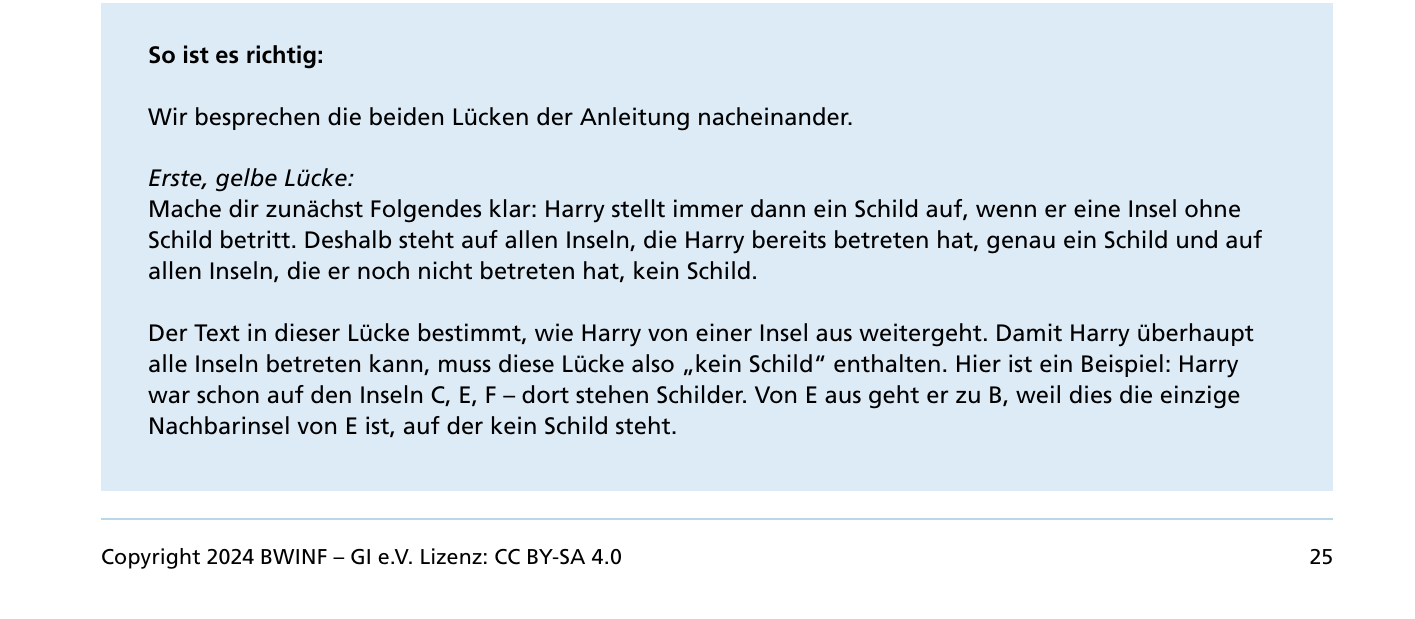 So ist es richtig:
Wir besprechen die beiden Lücken der Anleitung nacheinander.
Erste, gelbe Lücke:
Mache dir zunächst Folgendes klar: Harry stellt immer dann ein Schild auf, wenn er eine Insel ohne
Schild betritt. Deshalb steht auf allen Inseln, die Harry bereits betreten hat, genau ein Schild und auf
allen Inseln, die er noch nicht betreten hat, kein Schild.
Der Text in dieser Lücke bestimmt, wie Harry von einer Insel aus weitergeht. Damit Harry überhaupt
alle Inseln betreten kann, muss diese Lücke also „kein Schild“ enthalten. Hier ist ein Beispiel: Harry
war schon auf den Inseln C, E, F – dort stehen Schilder. Von E aus geht er zu B, weil dies die einzige
Nachbarinsel von E ist, auf der kein Schild steht.
Copyright 2024 BWINF – GI e.V. Lizenz: CC BY-SA 4.0
25